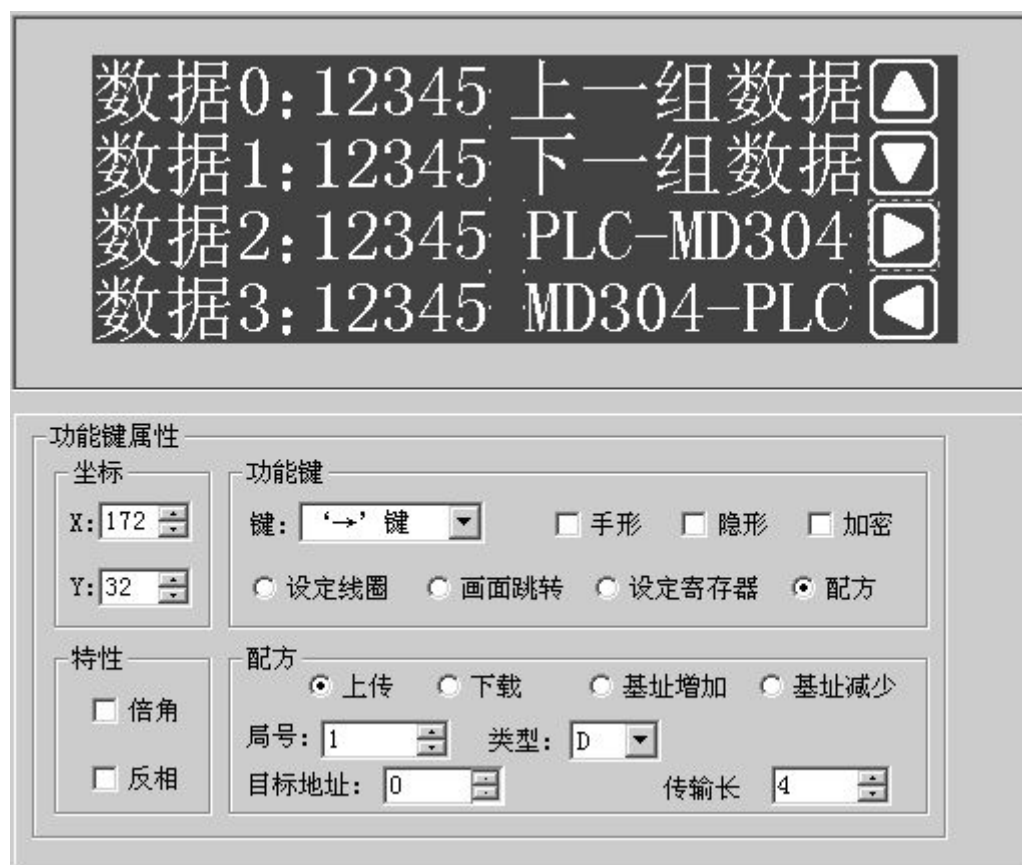 数据0:12345 上一组数据
数据1:12345 下一组数据
数据2:12345 PLC-MD304
数据3:12345 MD304-PLC
功能键属性
坐标
功能键
X: 172
键: ‘→’ 键
手形
隐形
加密
Y: 32
设定线圈
画面跳转
设定寄存器
配方
特性
配方
倍角
上传
下载
基址增加
基址减少
局号: 1
类型: D
反相
目标地址: 0
传输长 4